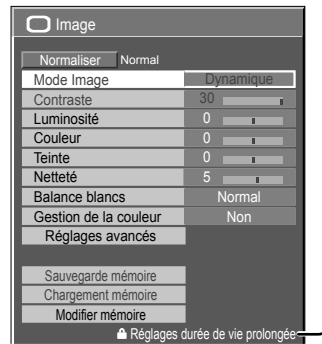 Image
Normaliser Normal
Mode Image Dynamique
Contraste 30
Luminosité 0
Couleur 0
Teinte 0
Netteté 5
Balance blancs Normal
Gestion de la couleur Non
Réglages avancés
Sauvegarde mémoire
Chargement mémoire
Modifier mémoire
Réglages durée de vie prolongée